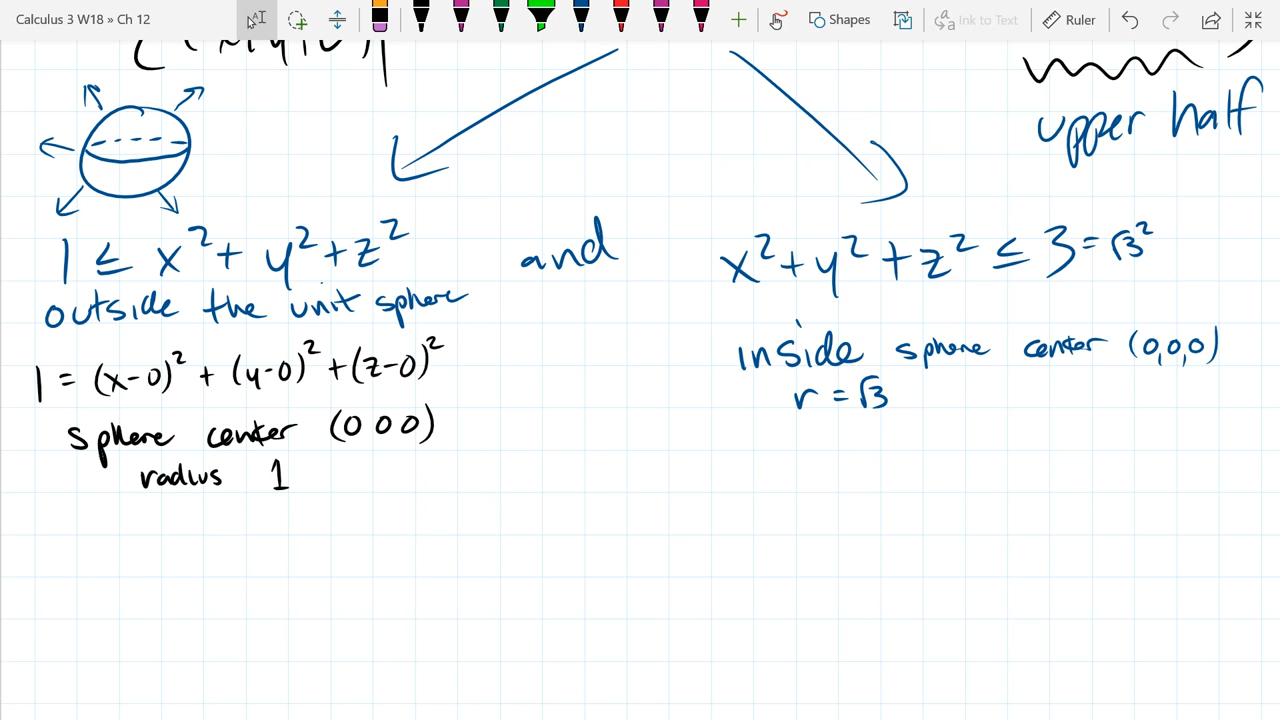 Calculus 3 W18 » Ch 12
Shapes
Ink to Text
Ruler
upper half
1 ≤ x² + y² + z² and x² + y² + z² ≤ 3 = √3²
outside the unit sphere
1 = (x-0)² + (y-0)² + (z-0)²
sphere center (0 0 0)
radius 1
inside sphere center (0,0,0)
r = √3